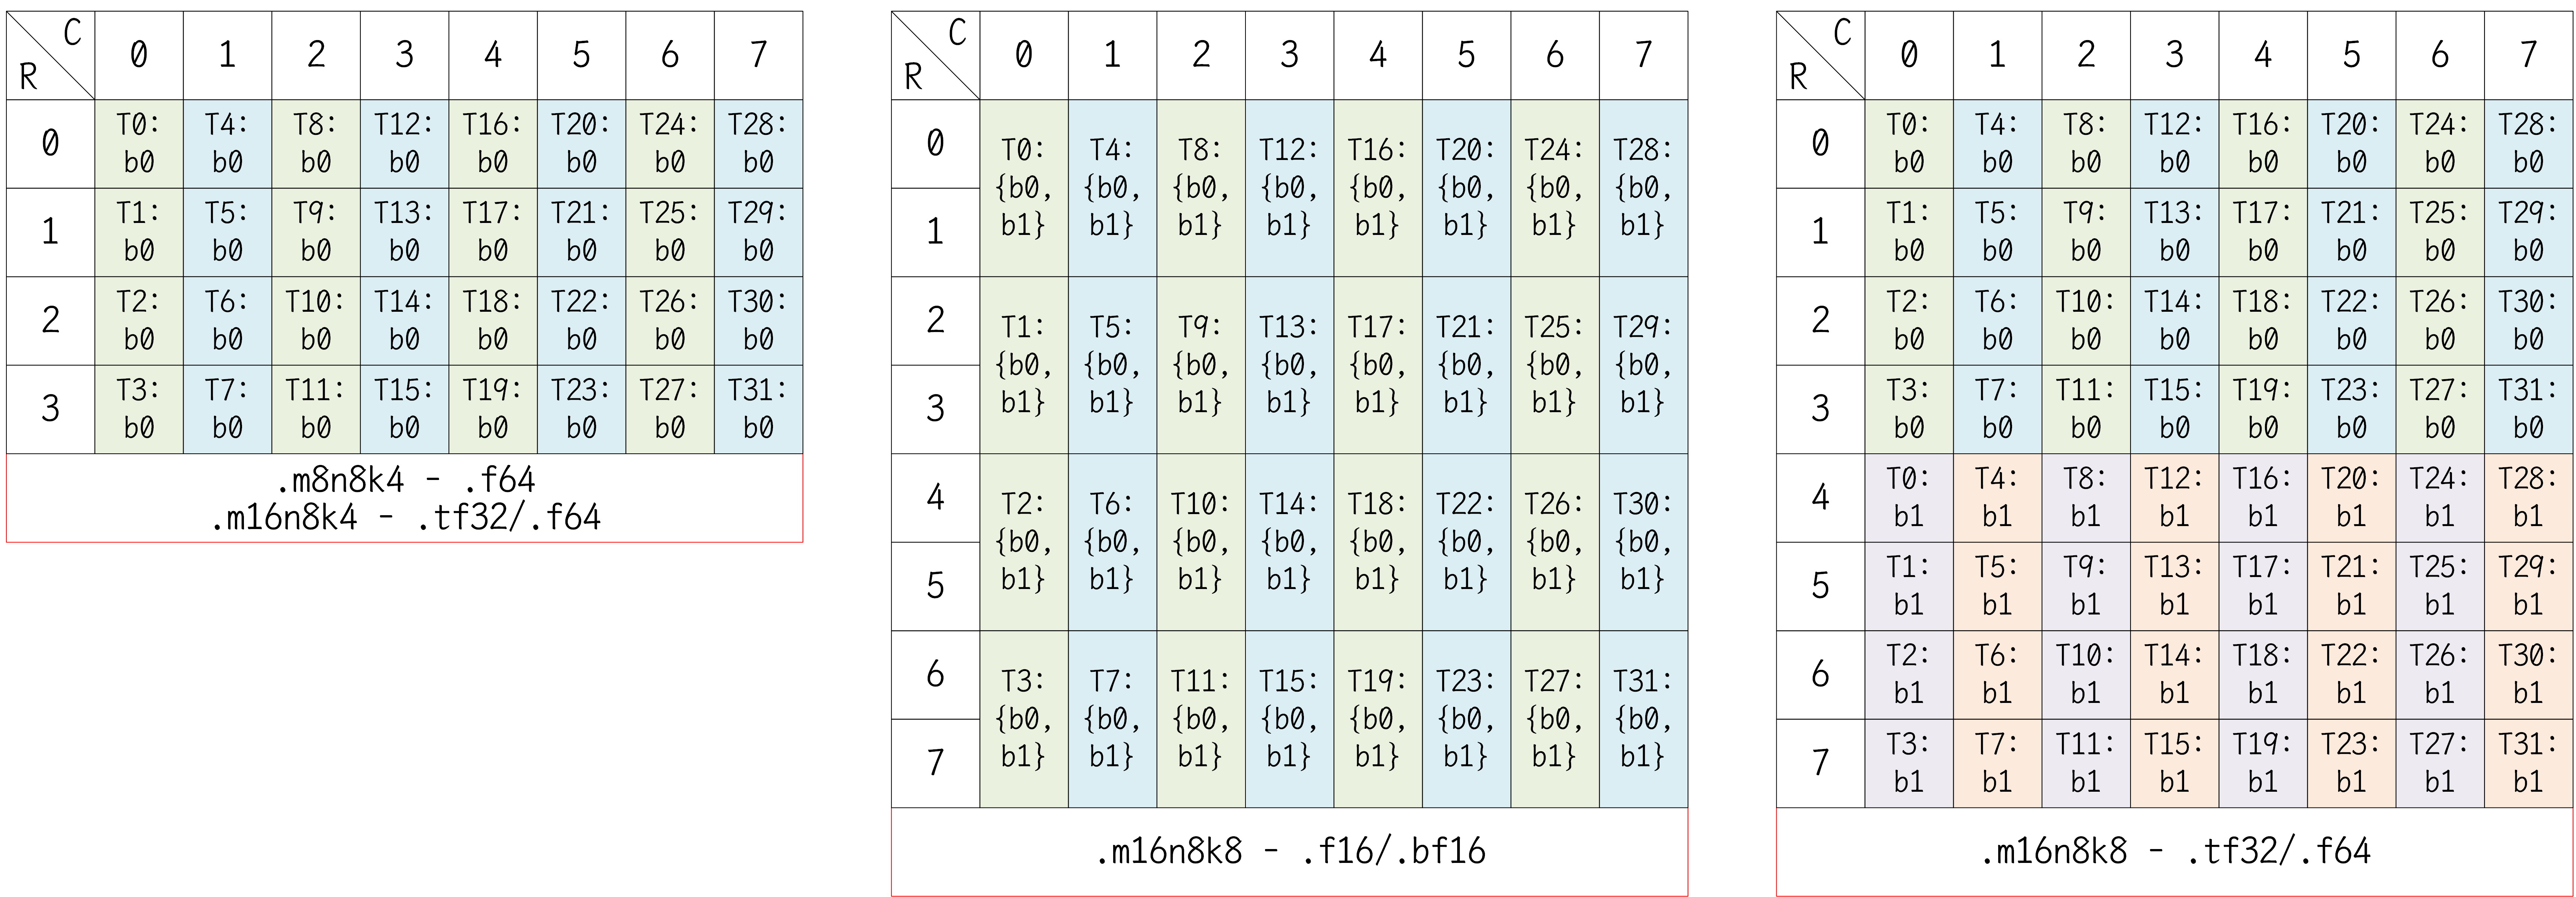 C
R 0 1 2 3 4 5 6 7
0 T0: T4: T8: T12: T16: T20: T24: T28:
b0 b0 b0 b0 b0 b0 b0 b0
1 T1: T5: T9: T13: T17: T21: T25: T29:
b0 b0 b0 b0 b0 b0 b0 b0
2 T2: T6: T10: T14: T18: T22: T26: T30:
b0 b0 b0 b0 b0 b0 b0 b0
3 T3: T7: T11: T15: T19: T23: T27: T31:
b0 b0 b0 b0 b0 b0 b0 b0
.m8n8k4 - .f64
.m16n8k4 - .tf32/.f64
C
R 0 1 2 3 4 5 6 7
0 T0: T4: T8: T12: T16: T20: T24: T28:
{b0, {b0, {b0, {b0, {b0, {b0, {b0, {b0,
1 b1} b1} b1} b1} b1} b1} b1} b1}
2 T1: T5: T9: T13: T17: T21: T25: T29:
{b0, {b0, {b0, {b0, {b0, {b0, {b0, {b0,
3 b1} b1} b1} b1} b1} b1} b1} b1}
4 T2: T6: T10: T14: T18: T22: T26: T30:
{b0, {b0, {b0, {b0, {b0, {b0, {b0, {b0,
5 b1} b1} b1} b1} b1} b1} b1} b1}
6 T3: T7: T11: T15: T19: T23: T27: T31:
{b0, {b0, {b0, {b0, {b0, {b0, {b0, {b0,
7 b1} b1} b1} b1} b1} b1} b1} b1}
.m16n8k8 - .f16/.bf16
C
R 0 1 2 3 4 5 6 7
0 T0: T4: T8: T12: T16: T20: T24: T28:
b0 b0 b0 b0 b0 b0 b0 b0
1 T1: T5: T9: T13: T17: T21: T25: T29:
b0 b0 b0 b0 b0 b0 b0 b0
2 T2: T6: T10: T14: T18: T22: T26: T30:
b0 b0 b0 b0 b0 b0 b0 b0
3 T3: T7: T11: T15: T19: T23: T27: T31:
b0 b0 b0 b0 b0 b0 b0 b0
4 T0: T4: T8: T12: T16: T20: T24: T28:
b1 b1 b1 b1 b1 b1 b1 b1
5 T1: T5: T9: T13: T17: T21: T25: T29:
b1 b1 b1 b1 b1 b1 b1 b1
6 T2: T6: T10: T14: T18: T22: T26: T30:
b1 b1 b1 b1 b1 b1 b1 b1
7 T3: T7: T11: T15: T19: T23: T27: T31:
b1 b1 b1 b1 b1 b1 b1 b1
.m16n8k8 - .tf32/.f64